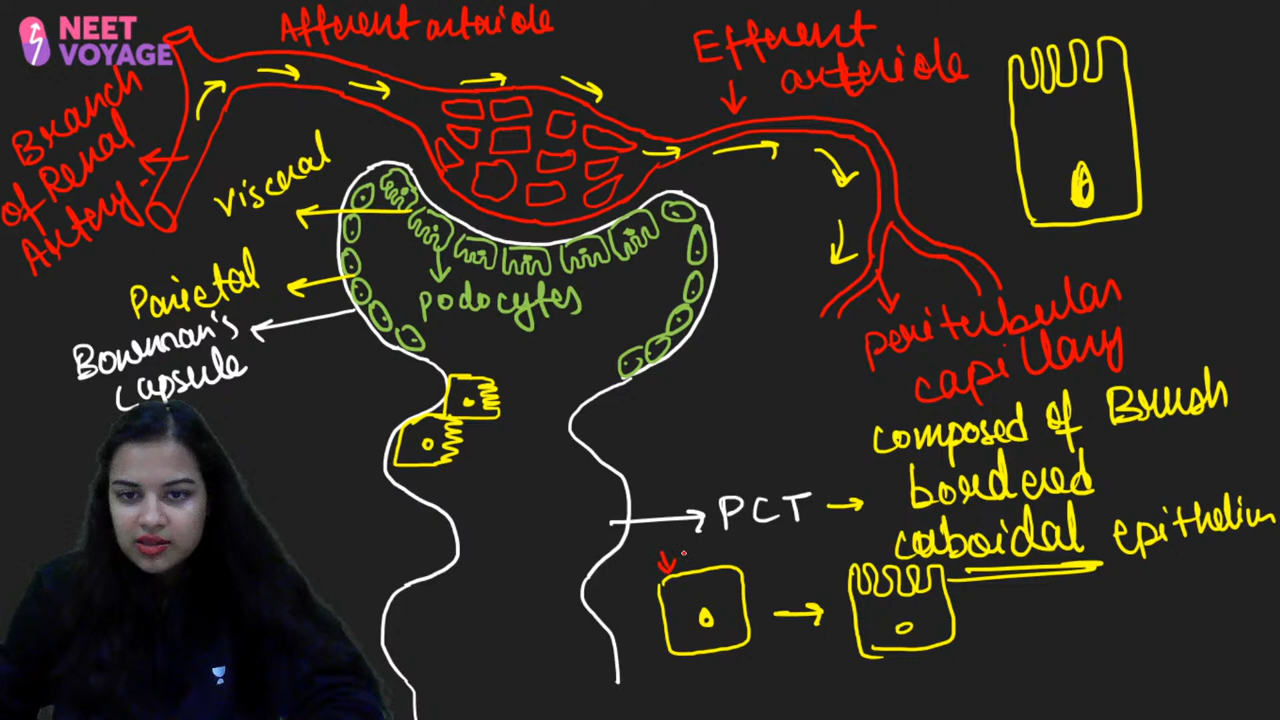 NEET
VOYAGE
Afferent arteriole
Efferent
arteriole
Branch
of Renal
Artery
visceral
Parietal
Bowman's
Capsule
podocytes
peritubular
capillary
composed of Brush
bordered
cuboidal epithelium
PCT